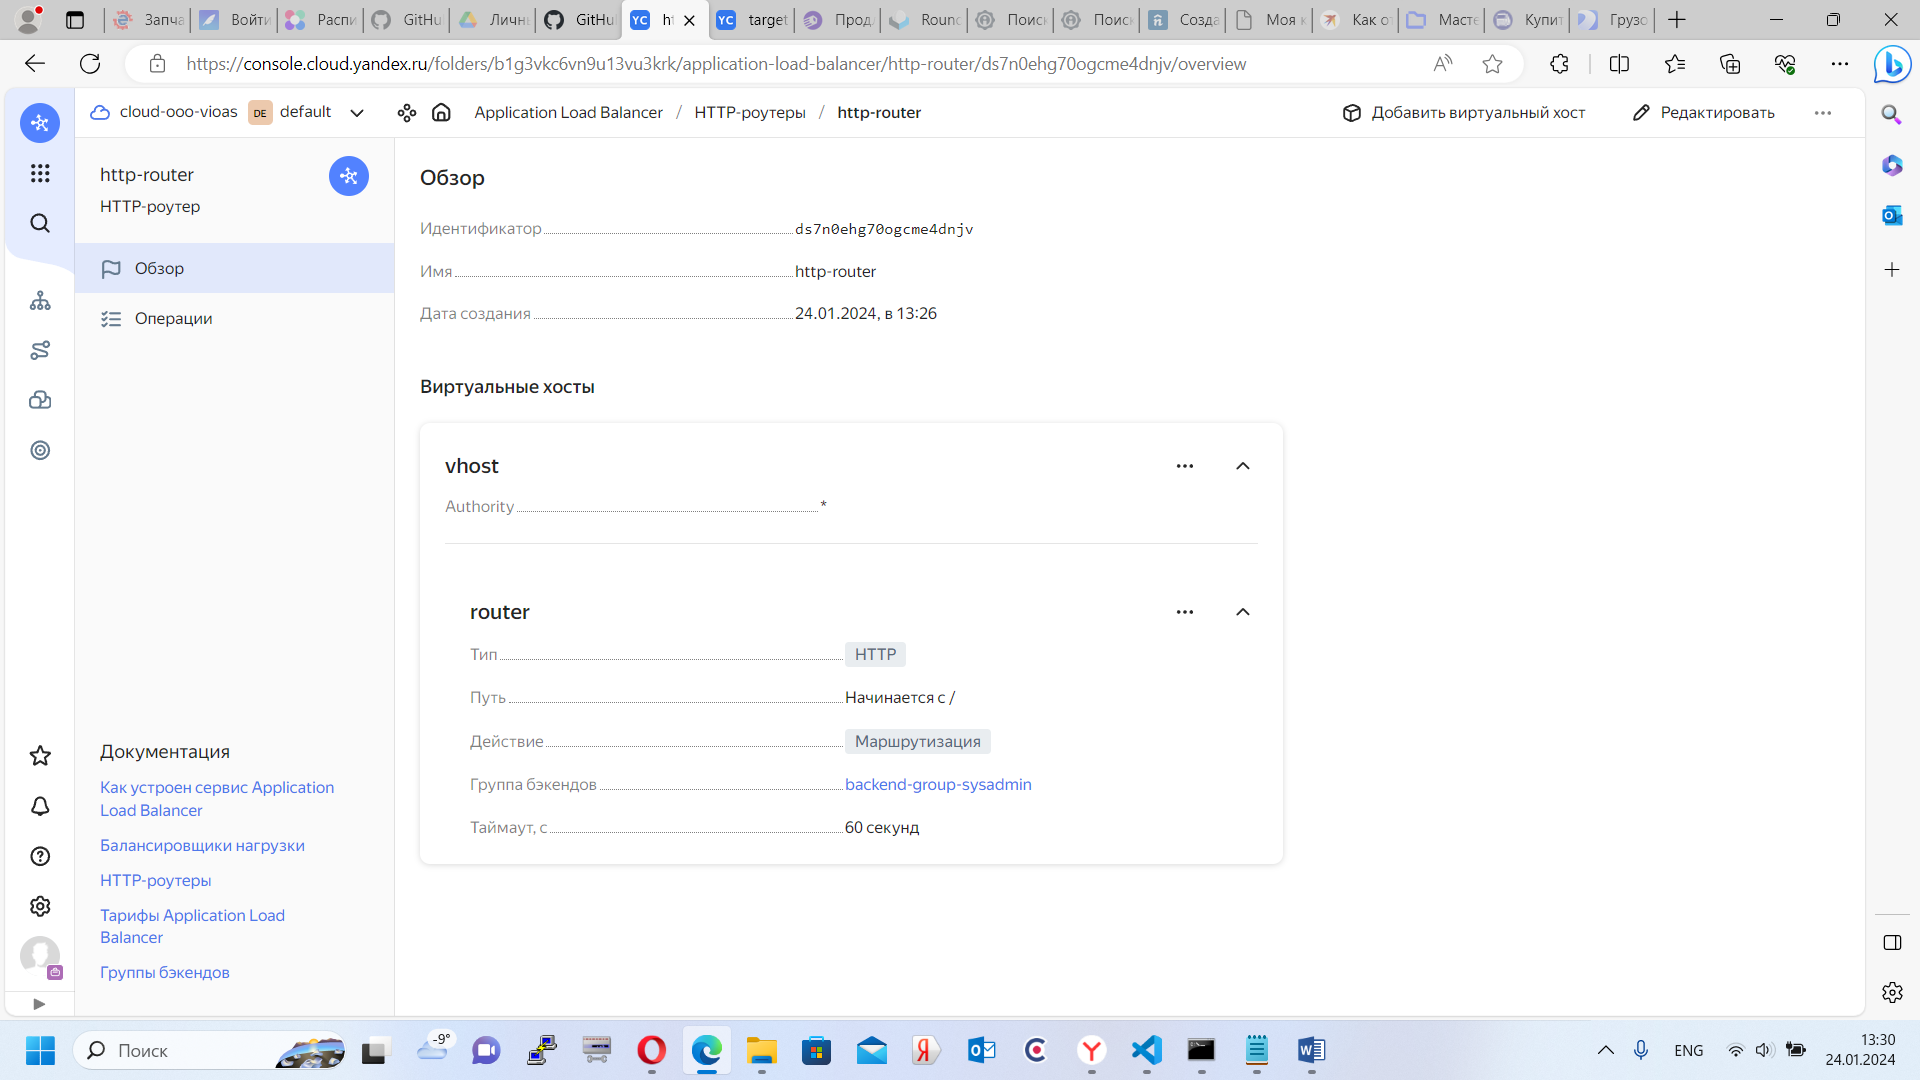 Запча
Войти
Распи
GitHu
Личнь
GitHu
ht
target
Прод
Roun
Поиск
Поиск
Созда
Моя к
Как о
Масте
Купит
Грузо
https://console.cloud.yandex.ru/folders/b1g3vkc6vn9u13vu3krk/application-load-balancer/http-router/ds7n0ehg70ogcme4dnjv/overview
cloud-ooo-vioas DE default
Application Load Balancer / HTTP-роутеры / http-router
Добавить виртуальный хост
Редактировать
http-router
HTTP-роутер
Обзор
Операции
Документация
Как устроен сервис Application
Load Balancer
Балансировщики нагрузки
HTTP-роутеры
Тарифы Application Load
Balancer
Группы бэкендов
Обзор
Идентификатор ds7n0ehg70ogcme4dnjv
Имя http-router
Дата создания 24.01.2024, в 13:26
Виртуальные хосты
vhost
Authority *
router
Тип HTTP
Путь Начинается с /
Действие Маршрутизация
Группа бэкендов backend-group-sysadmin
Таймаут, с 60 секунд
Поиск
-9°
ENG
13:30
24.01.2024